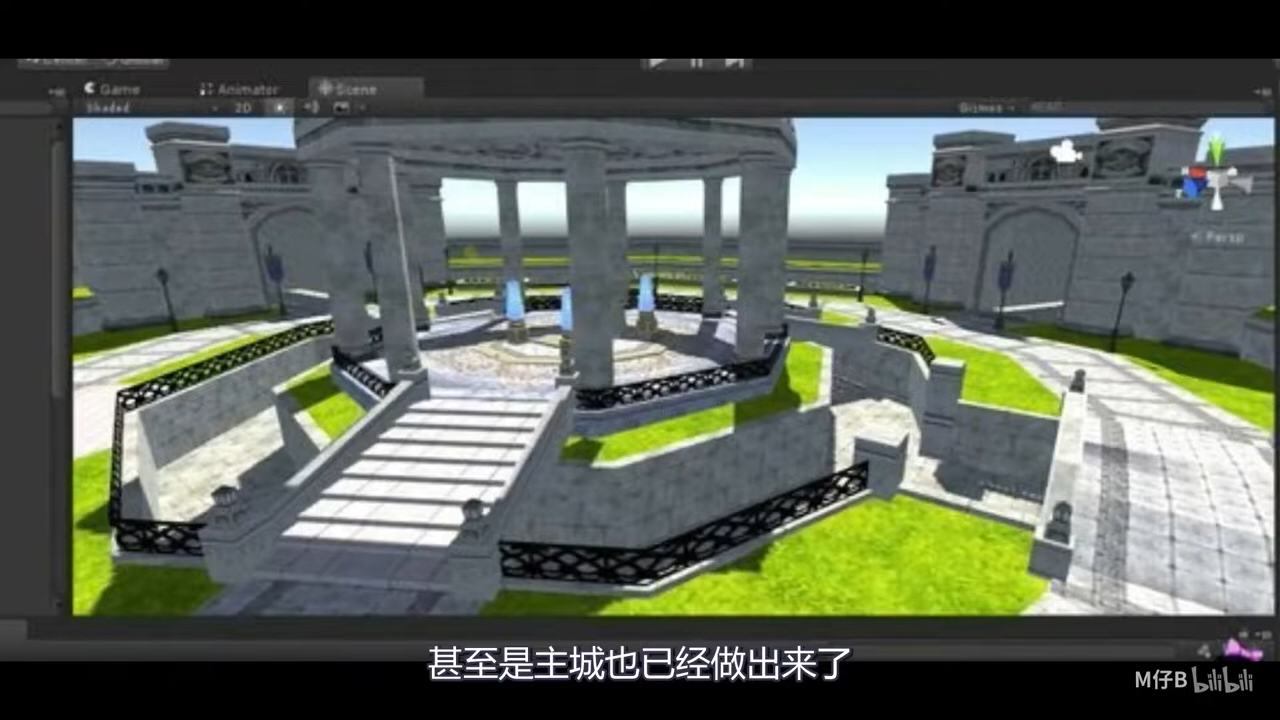 Game
Animator
Scene
Shaded
2D
Gizmos
Persp
甚至是主城也已经做出来了
M仔B bilibili